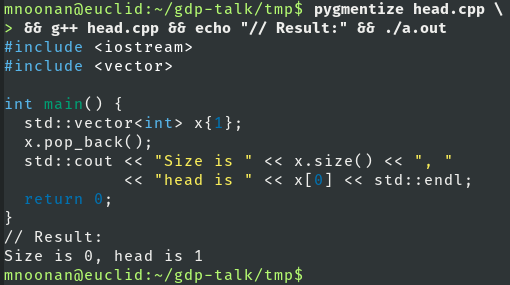 mnoonan@euclid:~/gdp-talk/tmp$ pygmentize head.cpp \
> && g++ head.cpp && echo "// Result:" && ./a.out
#include <iostream>
#include <vector>

int main() {
  std::vector<int> x{1};
  x.pop_back();
  std::cout << "Size is " << x.size() << ", "
            << "head is " << x[0] << std::endl;
  return 0;
}
// Result:
Size is 0, head is 1
mnoonan@euclid:~/gdp-talk/tmp$